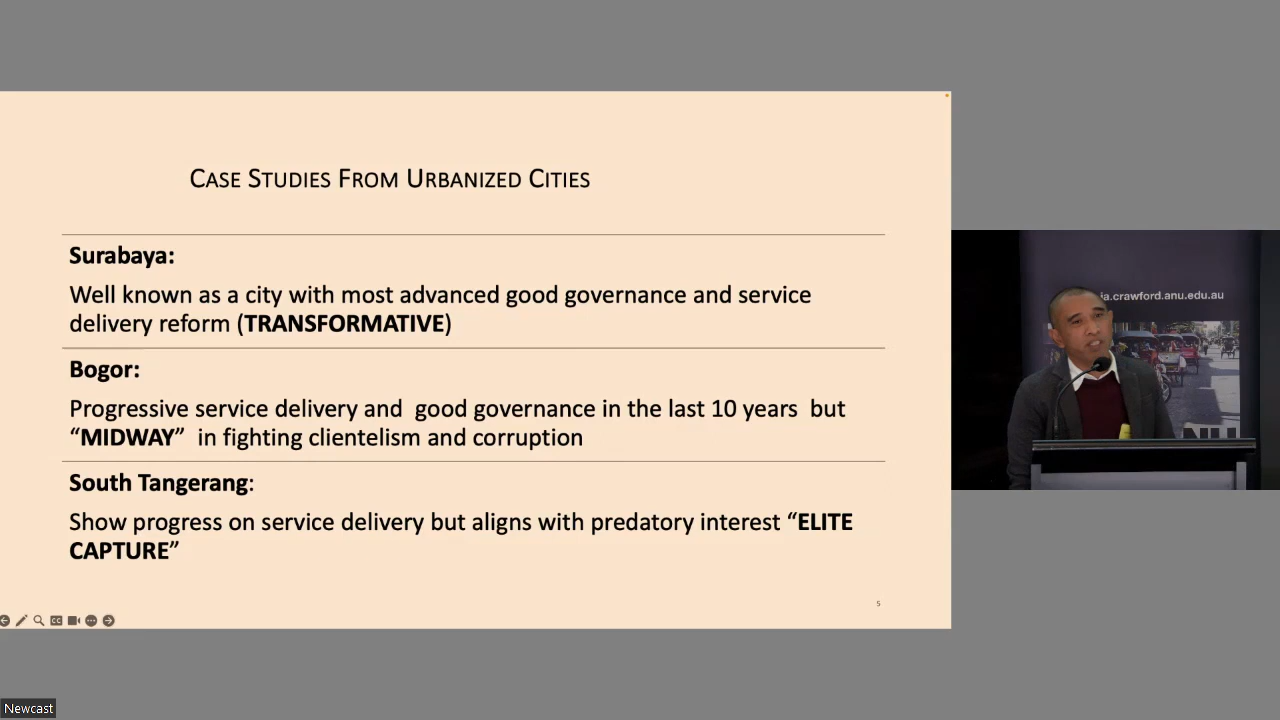 CASE STUDIES FROM URBANIZED CITIES
Surabaya:
Well known as a city with most advanced good governance and service
delivery reform (TRANSFORMATIVE)
Bogor:
Progressive service delivery and good governance in the last 10 years but
“MIDWAY” in fighting clientelism and corruption
South Tangerang:
Show progress on service delivery but aligns with predatory interest “ELITE
CAPTURE”
5
ia.crawford.anu.edu.au
CC
Newcast